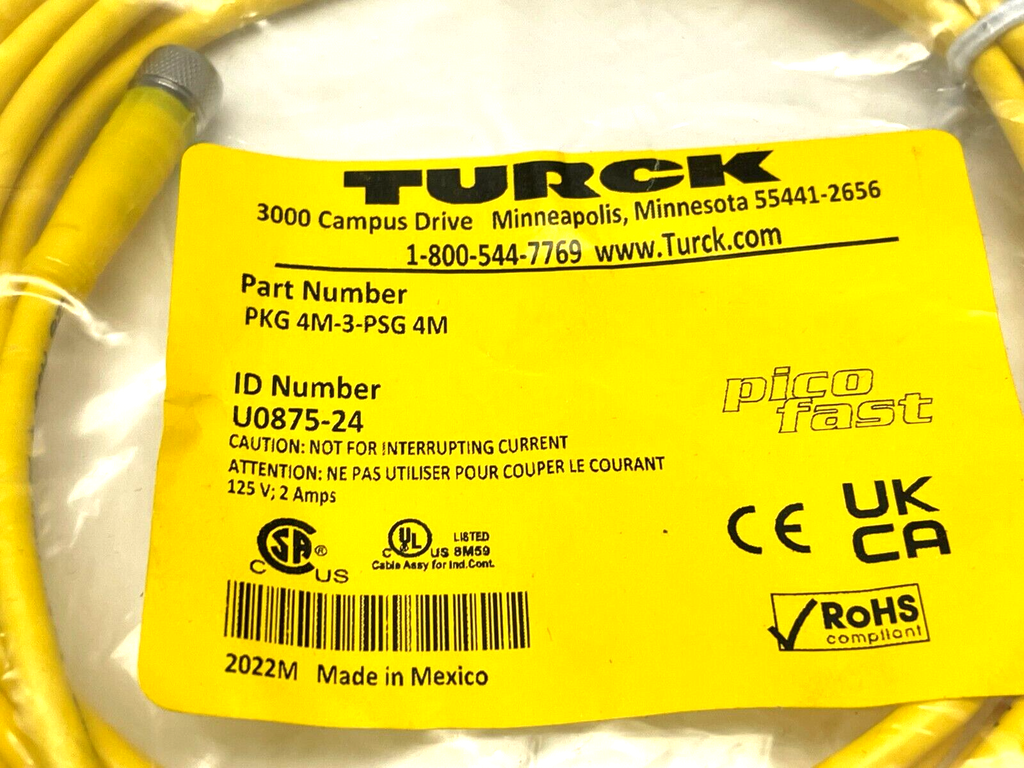 TURCK
3000 Campus Drive Minneapolis, Minnesota 55441-2656
1-800-544-7769 www.Turck.com
Part Number
PKG 4M-3-PSG 4M
ID Number
U0875-24
CAUTION: NOT FOR INTERRUPTING CURRENT
ATTENTION: NE PAS UTILISER POUR COUPER LE COURANT
125 V; 2 Amps
pico
fast
CSA®
C US
UL
C US
LISTED
8M59
Cable Assy for Ind.Cont.
CE
UK
CA
RoHS
compliant
2022M Made in Mexico